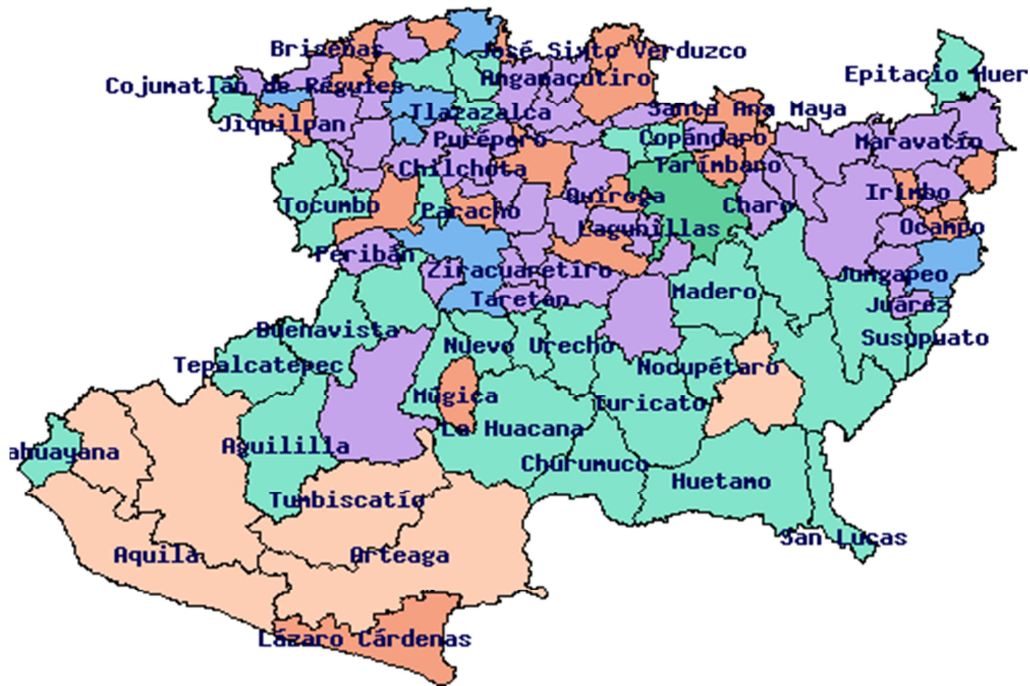 Briseñas
José Sixto Verduzco
Epitacio Huer
Cojumatlán de Régules
Angamacutiro
Jiquilpan
Tlazazalca
Santa Ana Maya
Puréparo
Copándaro
Maravatío
Chilchota
Tarímbaro
Tocumbo
Paracho
Quiroga
Charo
Irimbo
Lagunillas
Ocampo
Peribán
Ziracuaretiro
Jungapeo
Taretan
Madero
Juárez
Buenavista
Nuevo Urecho
Susupuato
Tepalcatepec
Nocupétaro
Múgica
Turicato
ahuayana
Aguililla
La Huacana
Churumuco
Huetamo
Tumbiscatío
San Lucas
Aquila
Arteaga
Lázaro Cárdenas